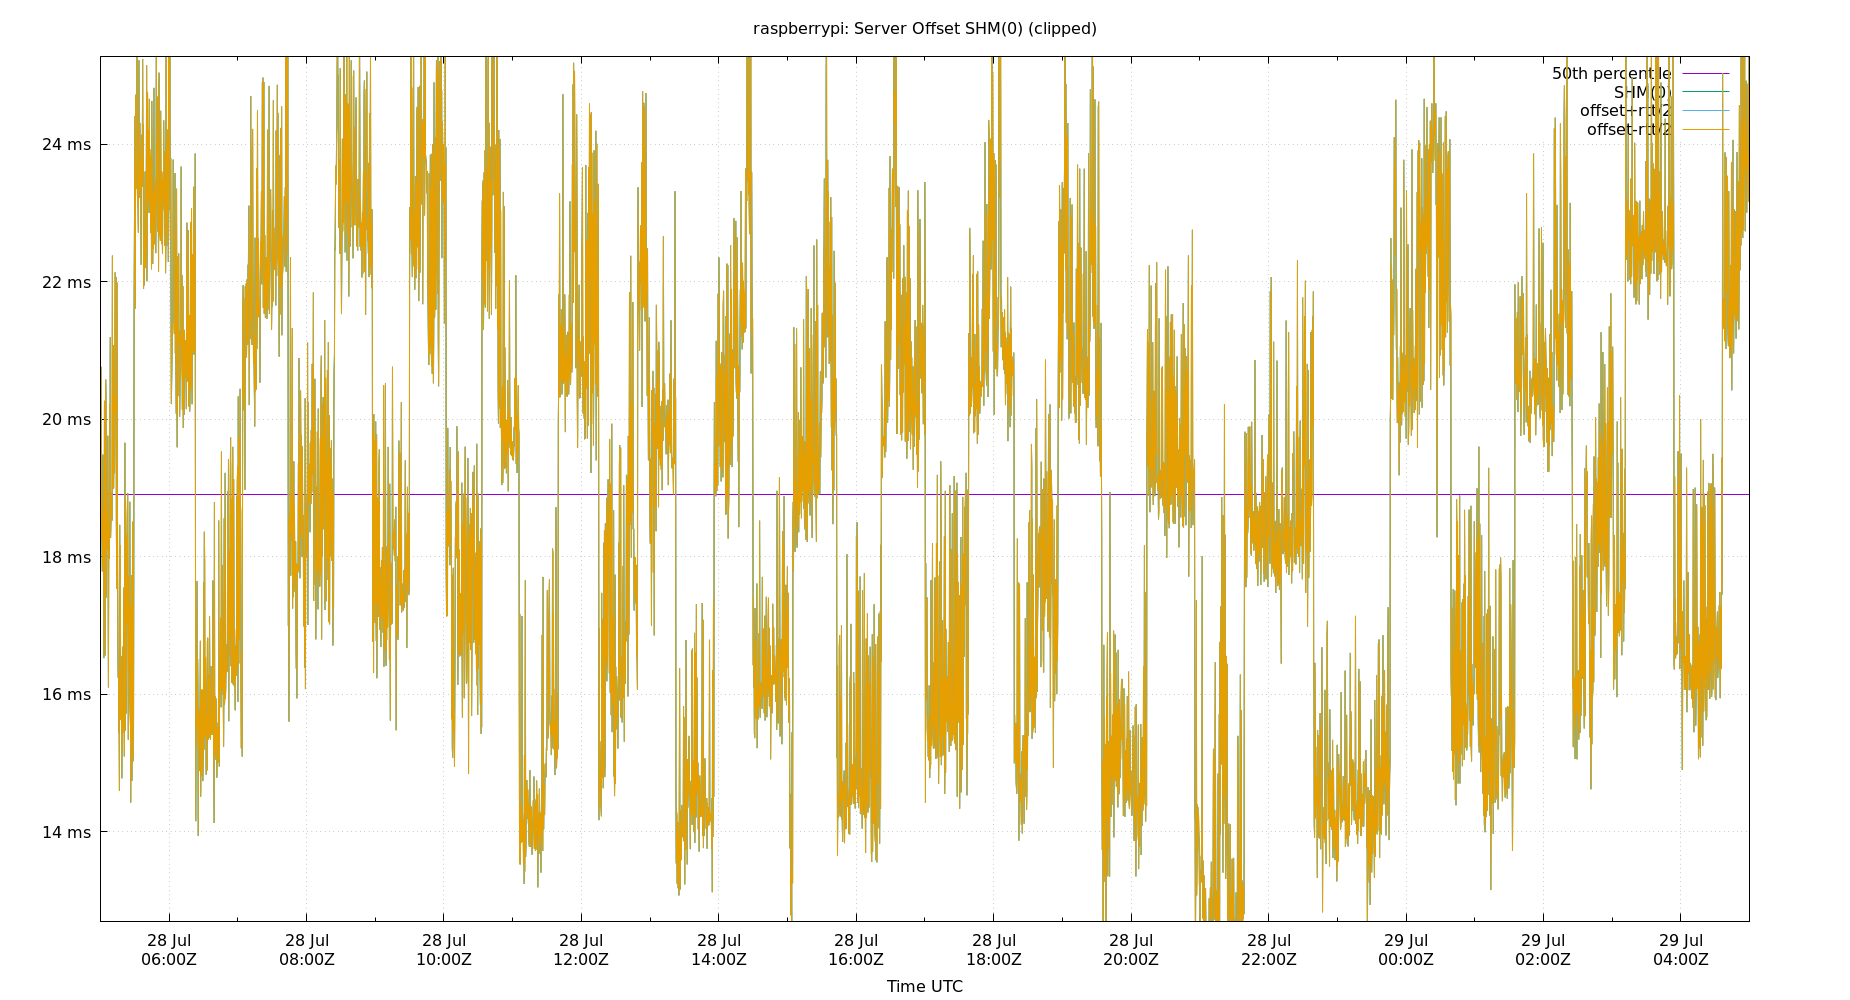 raspberrypi: Server Offset SHM(0) (clipped)
50th percentile
SHM(0)
offset+rtt/2
offset-rtt/2
24 ms
22 ms
20 ms
18 ms
16 ms
14 ms
28 Jul 28 Jul 28 Jul 28 Jul 28 Jul 28 Jul 28 Jul 28 Jul 28 Jul 29 Jul 29 Jul 29 Jul
06:00Z 08:00Z 10:00Z 12:00Z 14:00Z 16:00Z 18:00Z 20:00Z 22:00Z 00:00Z 02:00Z 04:00Z
Time UTC